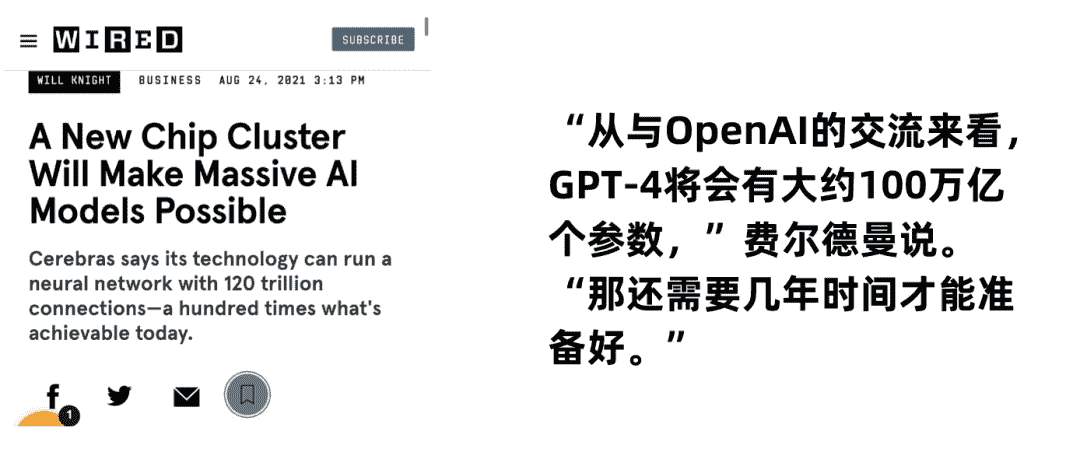 WIRED
SUBSCRIBE
WILL KNIGHT BUSINESS AUG 24, 2021 3:13 PM
A New Chip Cluster
Will Make Massive AI
Models Possible
Cerebras says its technology can run a
neural network with 120 trillion
connections—a hundred times what's
achievable today.
f
1
“从与OpenAI的交流来看，
GPT-4将会有大约100万亿
个参数，”费尔德曼说。
“那还需要几年时间才能准
备好。”